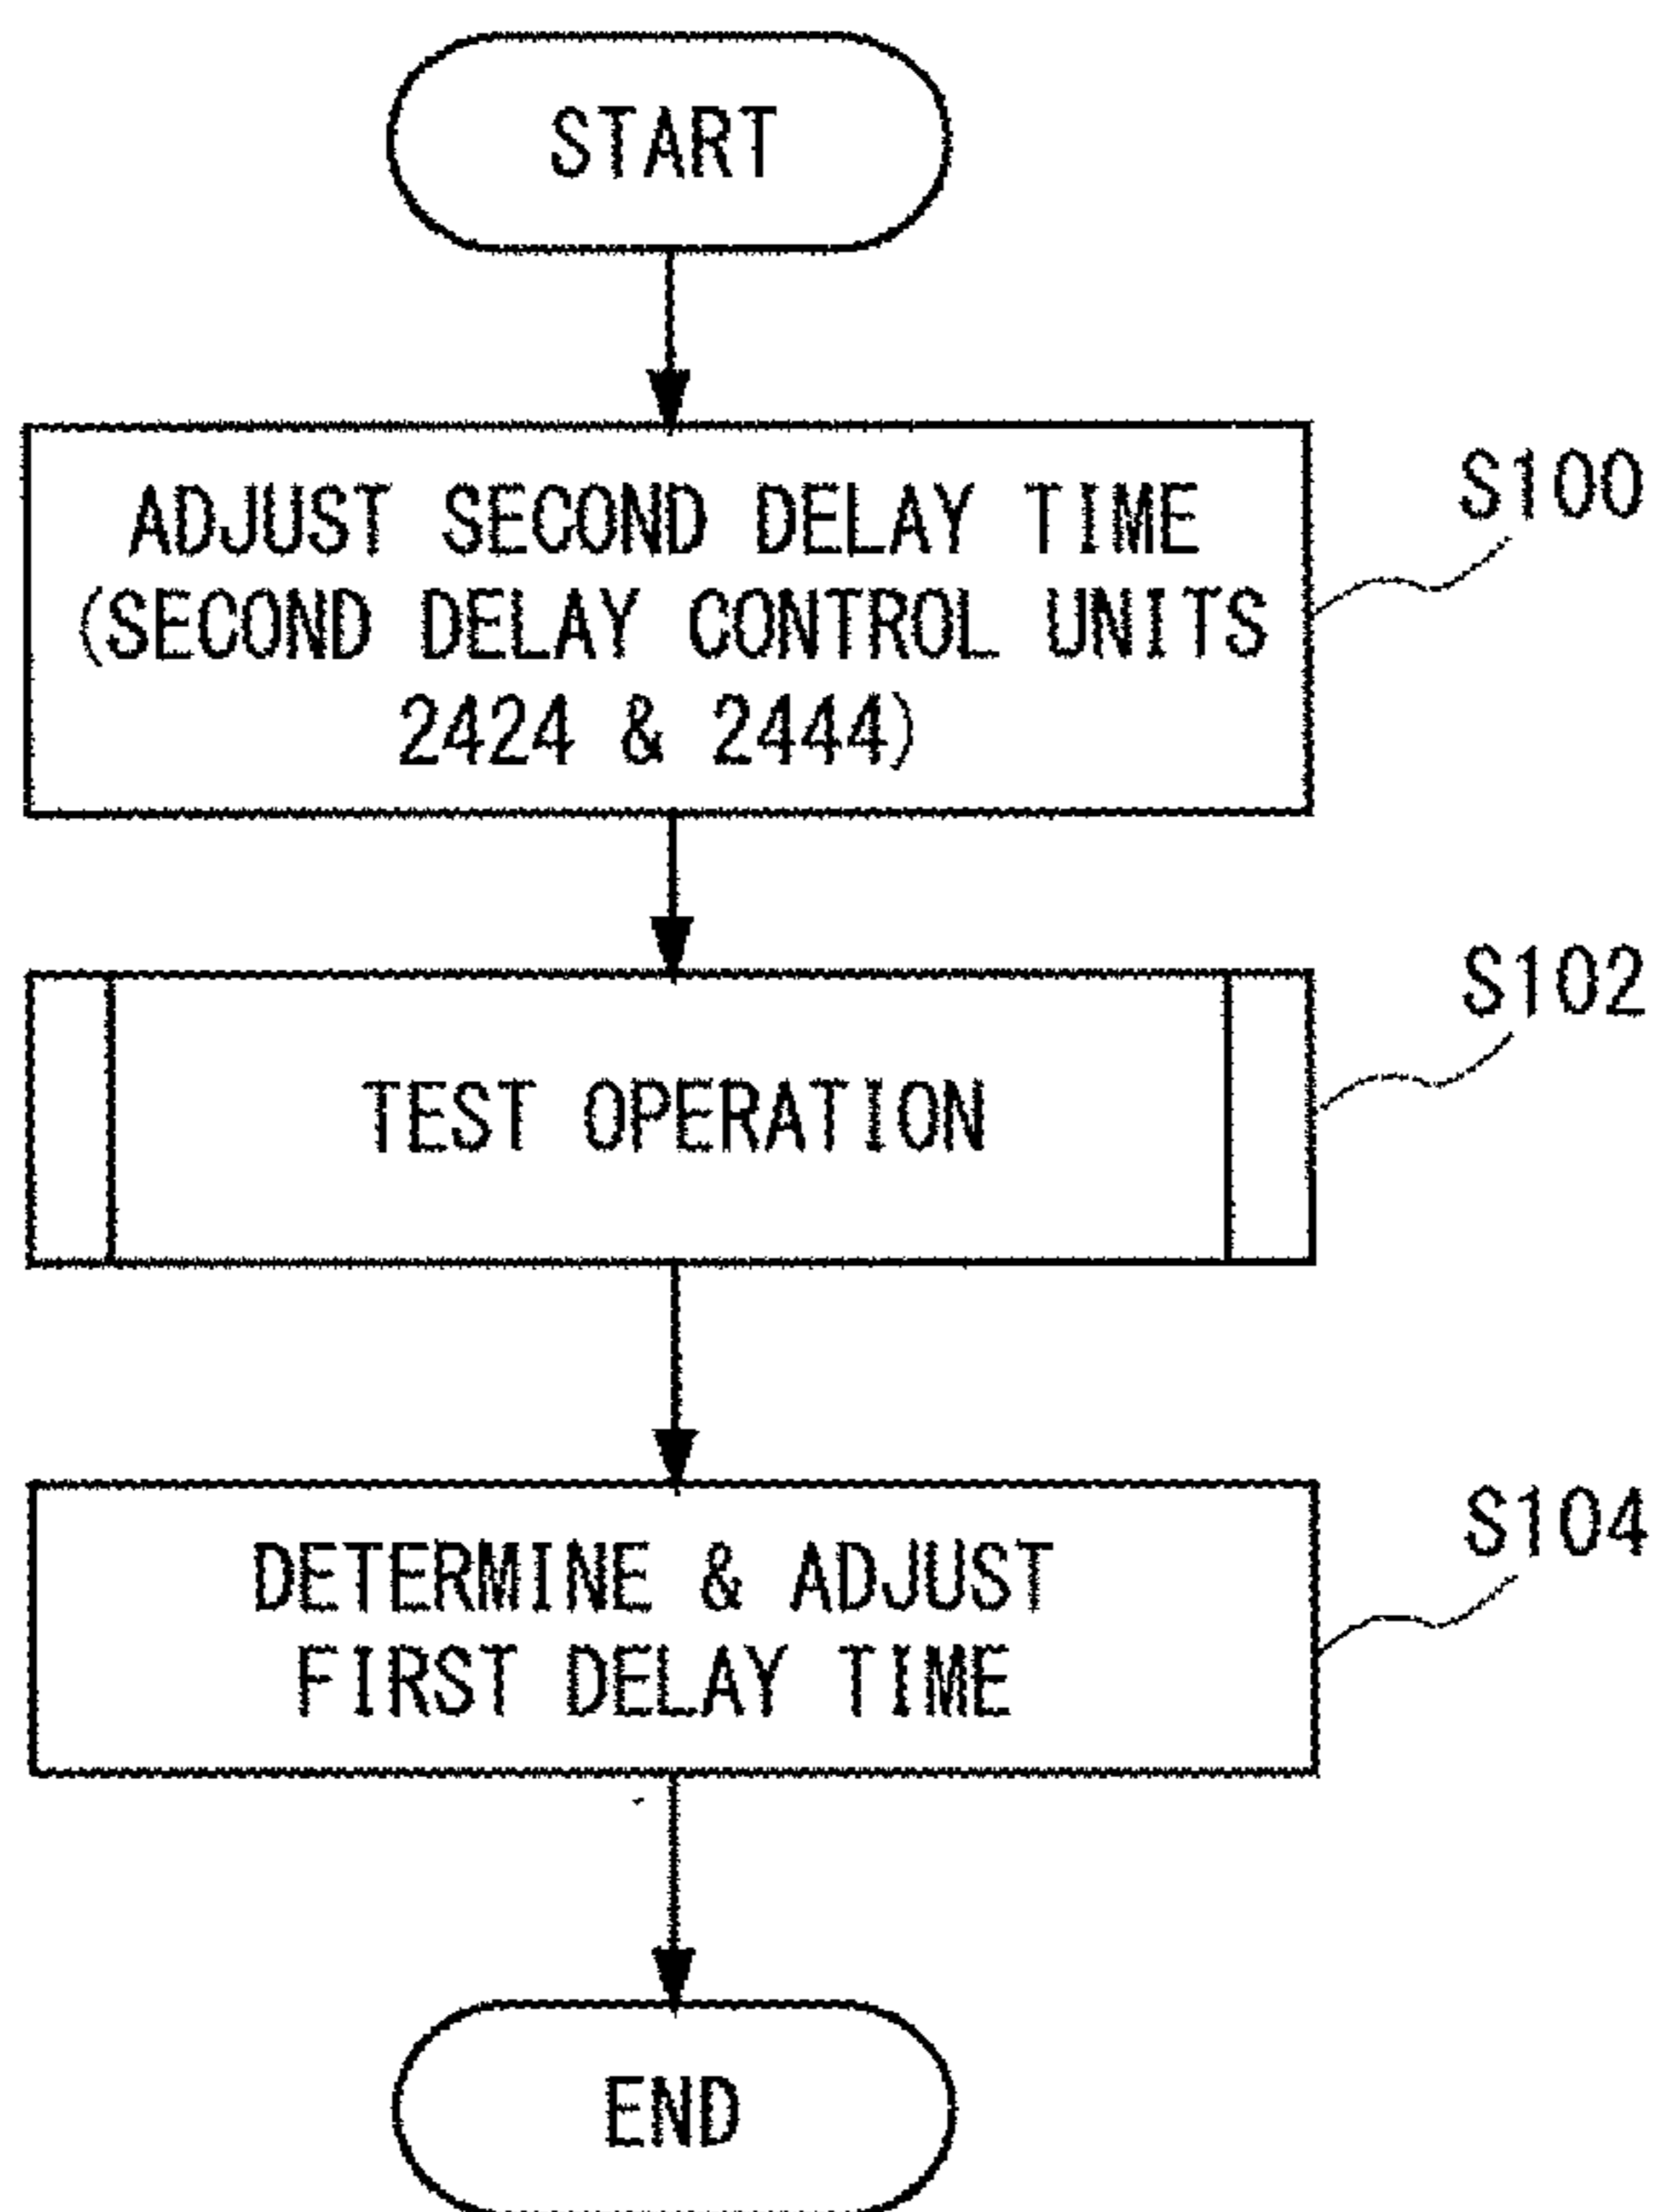 START
ADJUST SECOND DELAY TIME
(SECOND DELAY CONTROL UNITS
2424 & 2444)
S100
TEST OPERATION
S102
DETERMINE & ADJUST
FIRST DELAY TIME
S104
END